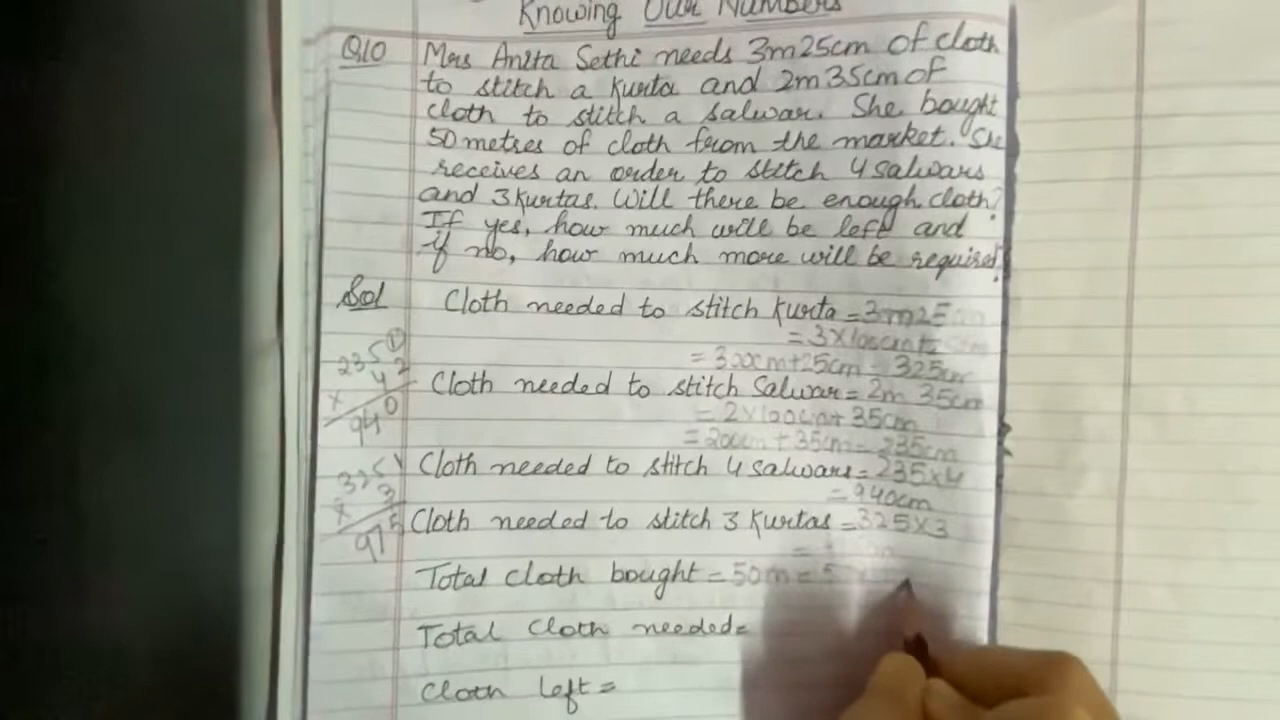 Knowing Our Numbers
Q10 Mrs Anita Sethi needs 3m25cm of cloth
to stitch a Kurta and 2m35cm of
cloth to stitch a salwar. She bought
50 metres of cloth from the market. She
receives an order to stitch 4 salwars
and 3 Kurtas. Will there be enough cloth?
If yes, how much will be left and
if no, how much more will be required?
Sol Cloth needed to stitch Kurta = 3m25
= 3×100cm+
= 300cm+25cm = 325cm
Cloth needed to stitch Salwar = 2m 35cm
= 2×100cm+ 35cm
= 200cm + 35cm = 235cm
Cloth needed to stitch 4 salwars = 235×4
= 940cm
Cloth needed to stitch 3 Kurtas = 325×3
Total cloth bought = 50m = 5
Total cloth needed=
Cloth left =
235
× 4
940
325
× 3
975